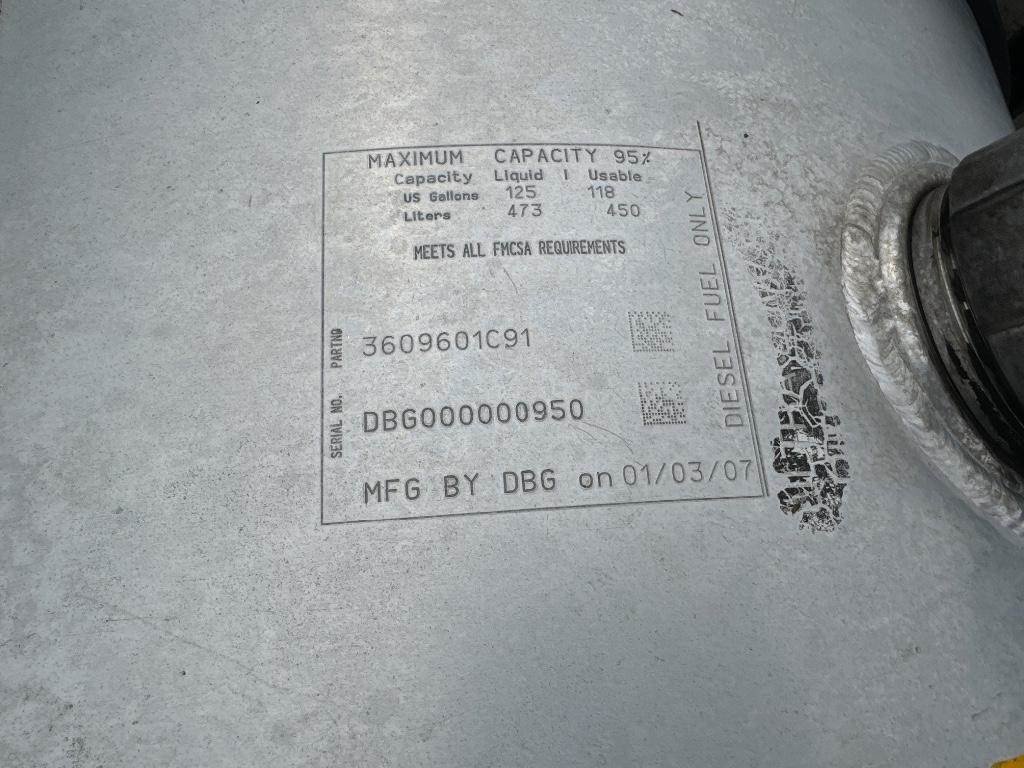 MAXIMUM CAPACITY 95%
Capacity Liquid | Usable
US Gallons 125 118
Liters 473 450
MEETS ALL FMCSA REQUIREMENTS
PARTNO 3609601C91
SERIAL NO. DBG000000950
MFG BY DBG on 01/03/07
DIESEL FUEL ONLY